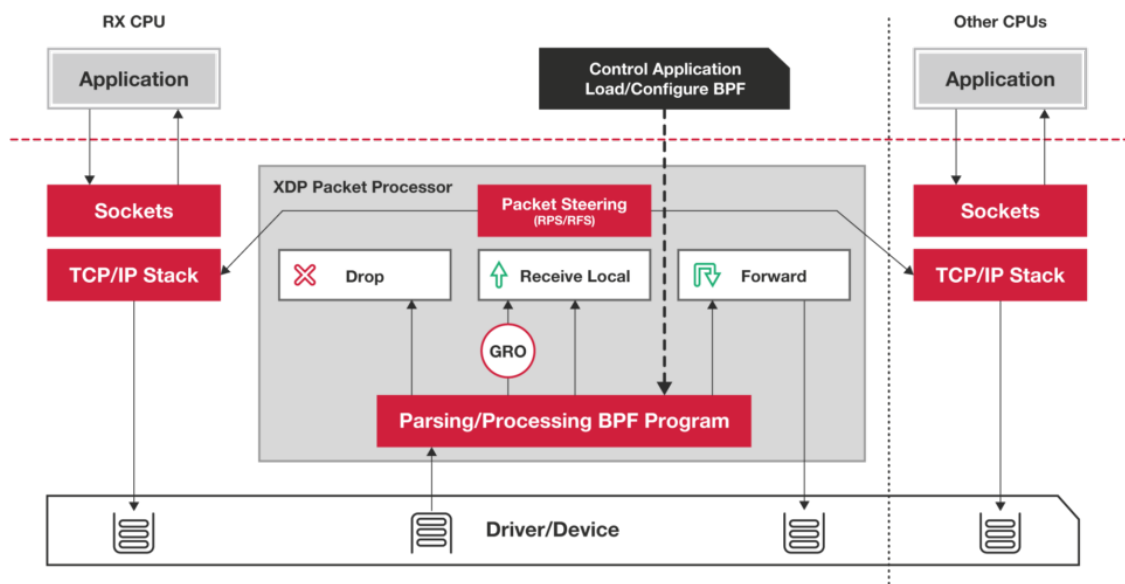 RX CPU
Other CPUs
Application
Control Application
Load/Configure BPF
Application
XDP Packet Processor
Sockets
Packet Steering
(RPS/RFS)
Sockets
TCP/IP Stack
Drop
Receive Local
Forward
TCP/IP Stack
GRO
Parsing/Processing BPF Program
Driver/Device